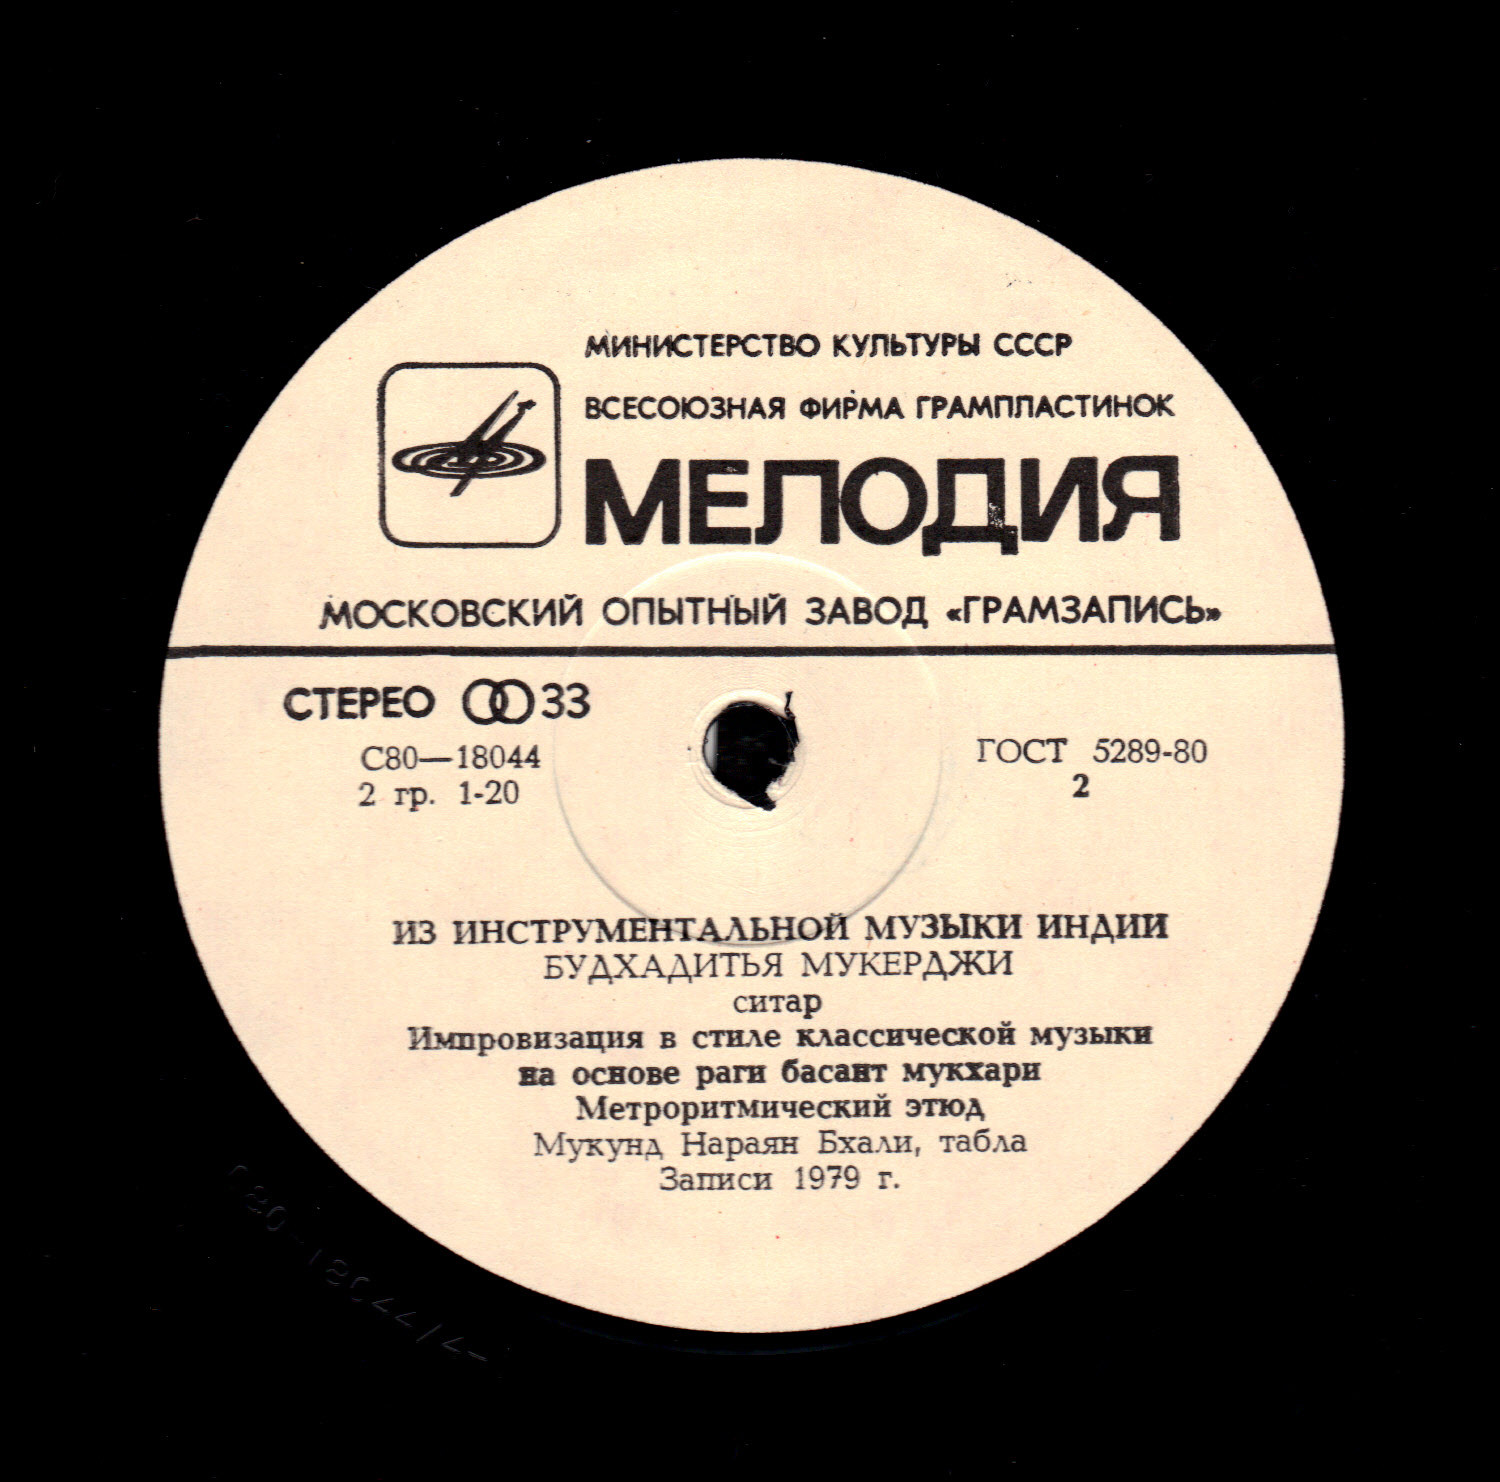 МИНИСТЕРСТВО КУЛЬТУРЫ СССР
ВСЕСОЮЗНАЯ ФИРМА ГРАМПЛАСТИНОК
МЕЛОДИЯ
МОСКОВСКИЙ ОПЫТНЫЙ ЗАВОД «ГРАМЗАПИСЬ»
СТЕРЕО 33
С80—18044
2 гр. 1-20
ГОСТ 5289-80
2
ИЗ ИНСТРУМЕНТАЛЬНОЙ МУЗЫКИ ИНДИИ
БУДХАДИТЬЯ МУКЕРДЖИ
ситар
Импровизация в стиле классической музыки
на основе раги басант мукхари
Метроритмический этюд
Мукунд Нараян Бхали, табла
Записи 1979 г.